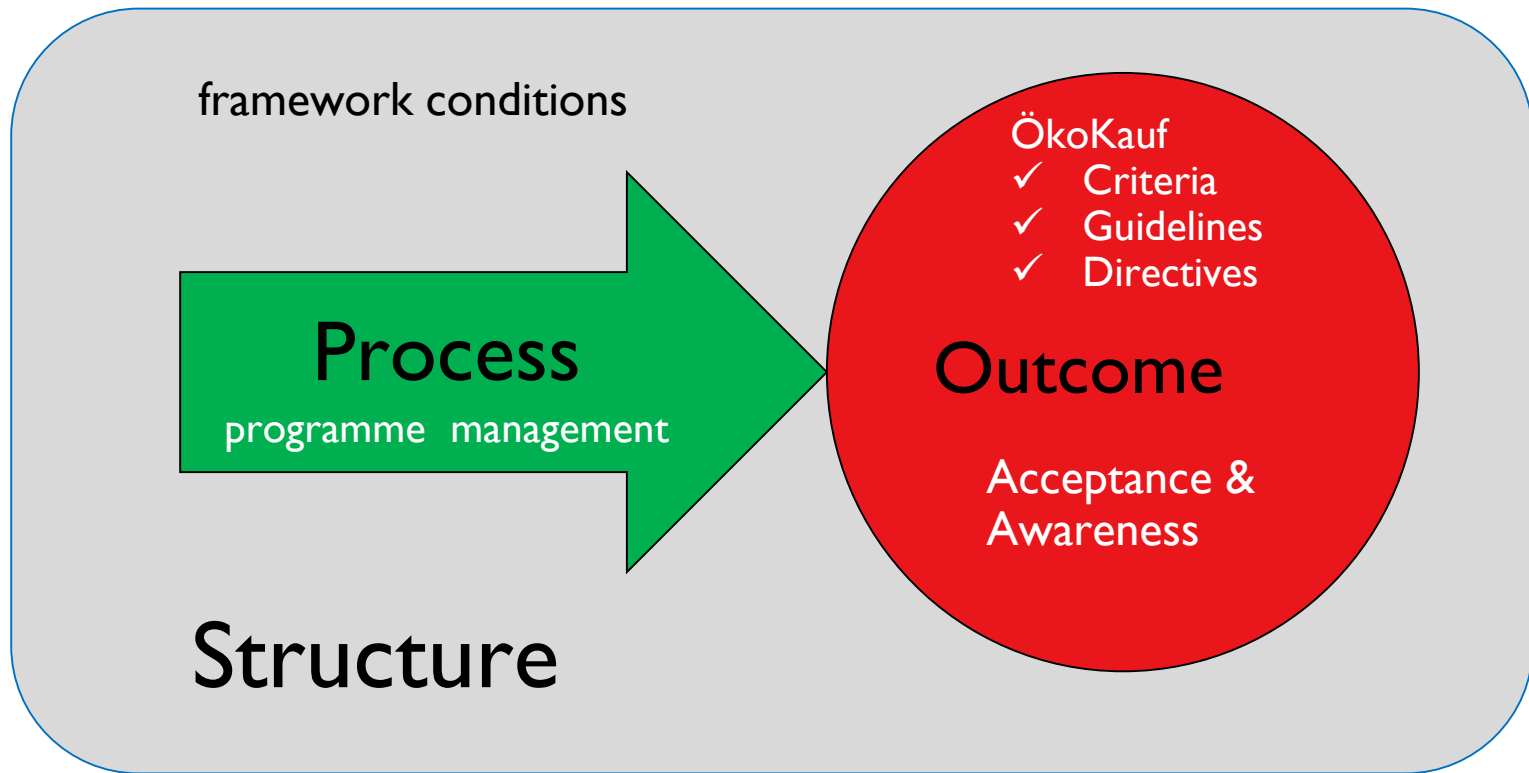 framework conditions
ÖkoKauf
✓ Criteria
✓ Guidelines
✓ Directives
Process
programme management
Outcome
Acceptance &
Awareness
Structure